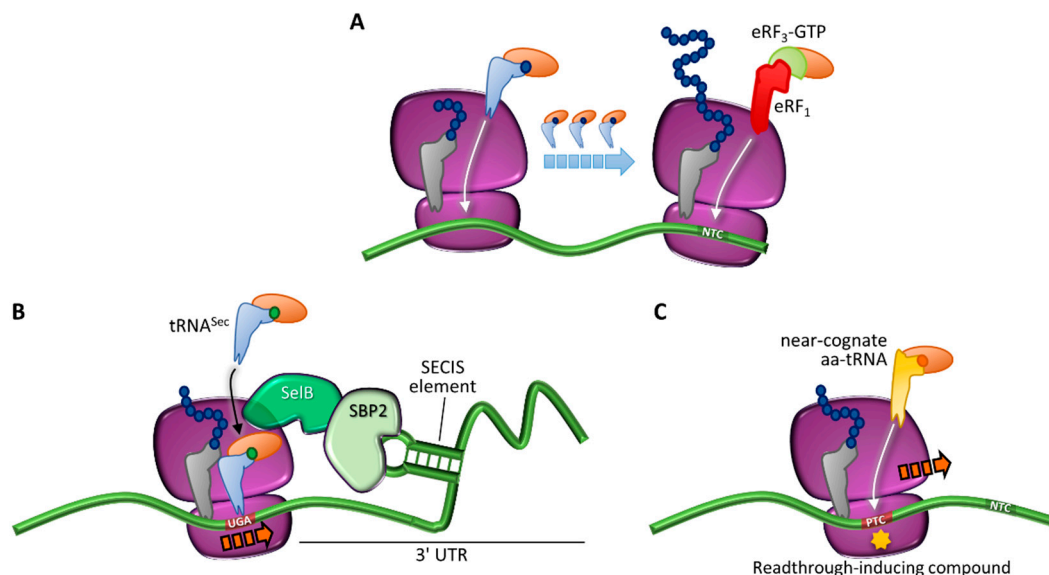 A
eRF3-GTP
eRF1
NTC
B
tRNASec
SelB
SBP2
SECIS
element
UGA
3' UTR
C
near-cognate
aa-tRNA
PTC
NTC
Readthrough-inducing compound